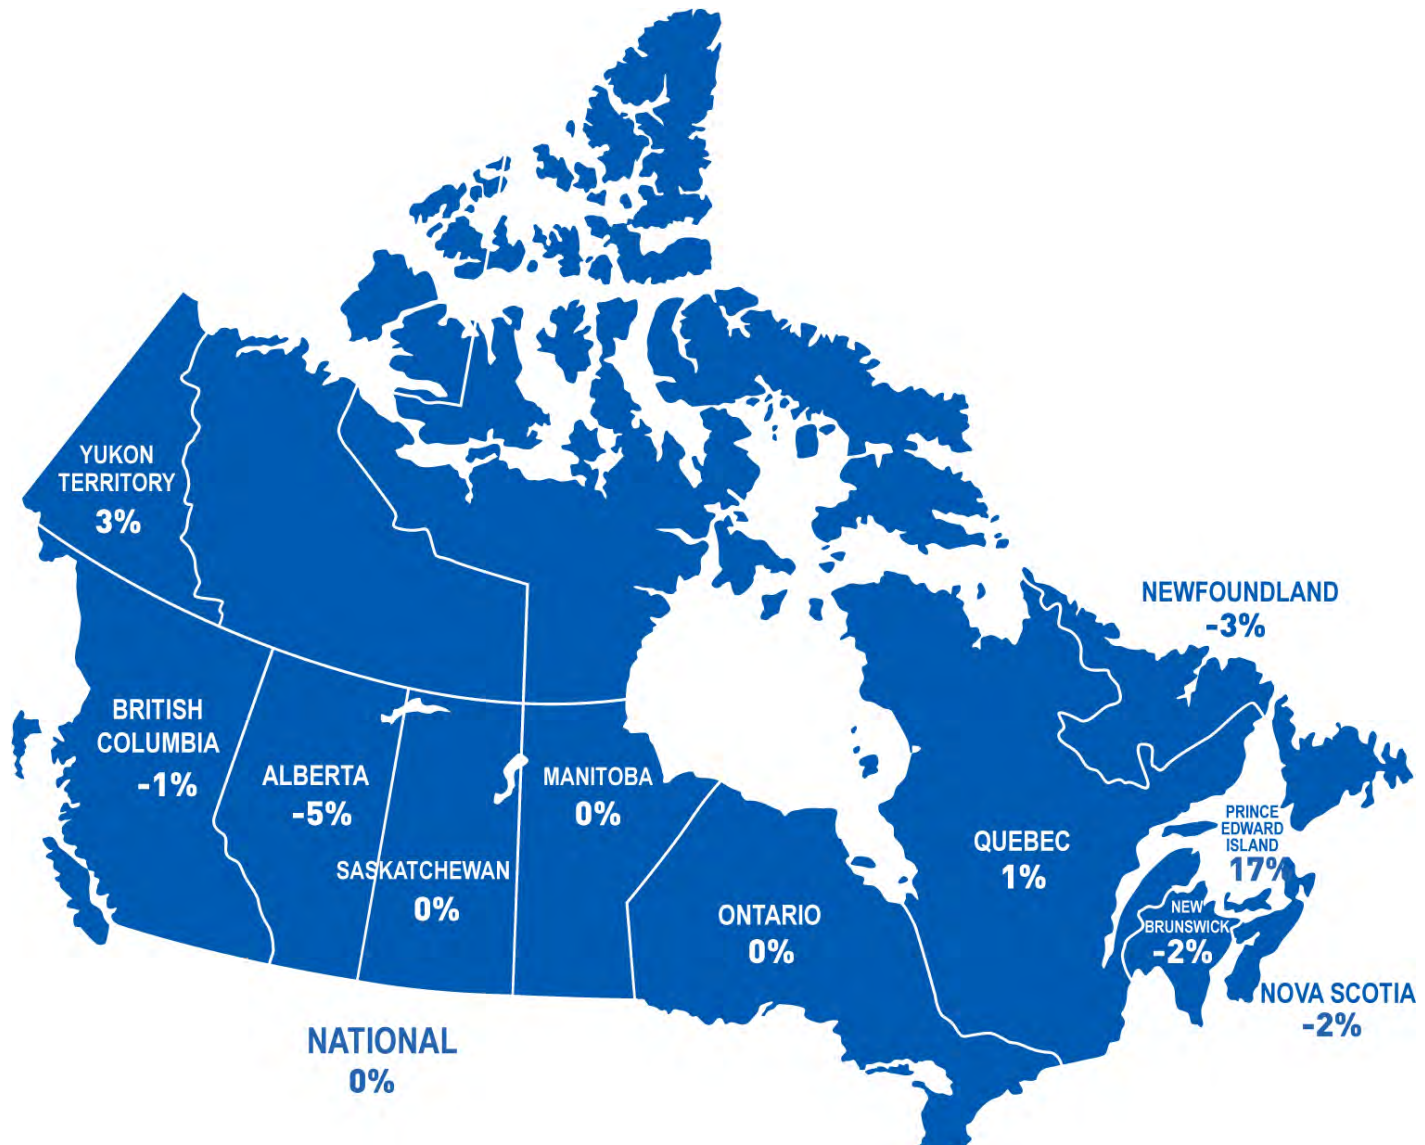 YUKON
TERRITORY
3%
NEWFOUNDLAND
-3%
BRITISH
COLUMBIA
-1%
ALBERTA
-5%
MANITOBA
0%
SASKATCHEWAN
0%
ONTARIO
0%
QUEBEC
1%
PRINCE
EDWARD
ISLAND
17%
NEW
BRUNSWICK
-2%
NOVA SCOTIA
-2%
NATIONAL
0%